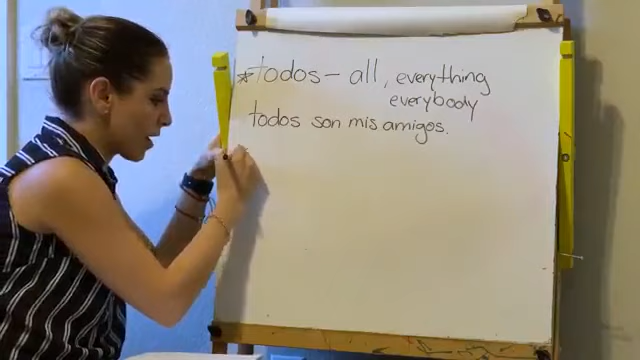 *todos - all, everything
everybody
todos son mis amigos.